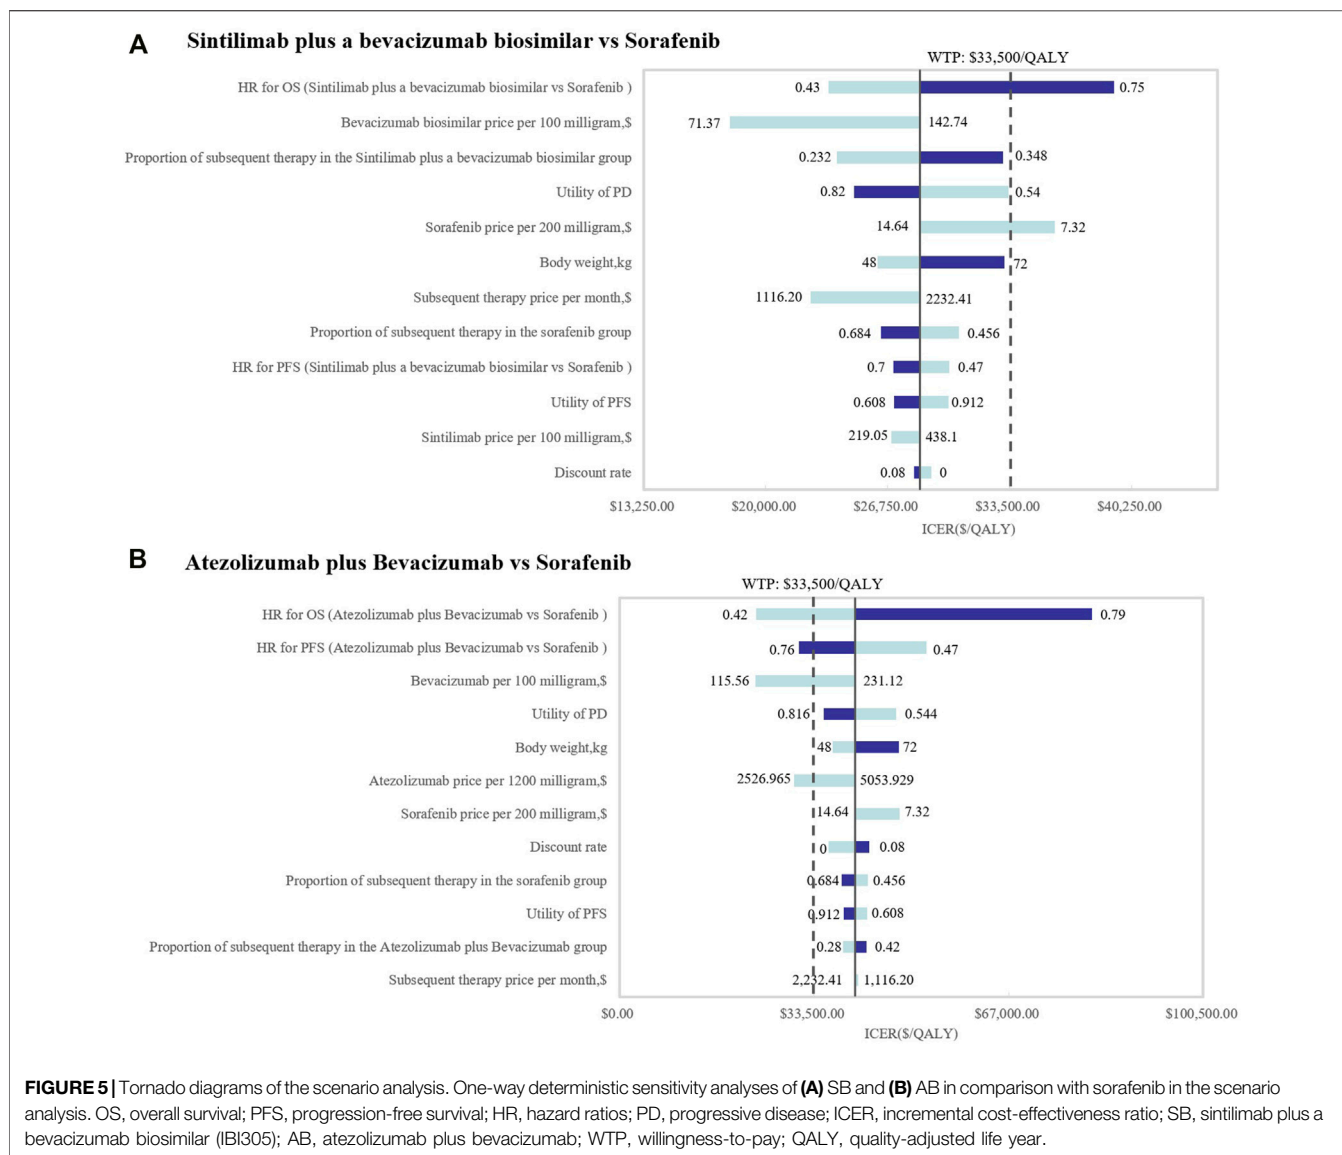 A Sintilimab plus a bevacizumab biosimilar vs Sorafenib
WTP: $33,500/QALY
HR for OS (Sintilimab plus a bevacizumab biosimilar vs Sorafenib ) 0.43 0.75
Bevacizumab biosimilar price per 100 milligram,$ 71.37 142.74
Proportion of subsequent therapy in the Sintilimab plus a bevacizumab biosimilar group 0.232 0.348
Utility of PD 0.82 0.54
Sorafenib price per 200 milligram,$ 14.64 7.32
Body weight,kg 48 72
Subsequent therapy price per month,$ 1116.20 2232.41
Proportion of subsequent therapy in the sorafenib group 0.684 0.456
HR for PFS (Sintilimab plus a bevacizumab biosimilar vs Sorafenib ) 0.7 0.47
Utility of PFS 0.608 0.912
Sintilimab price per 100 milligram,$ 219.05 438.1
Discount rate 0.08 0
$13,250.00 $20,000.00 $26,750.00 $33,500.00 $40,250.00
ICER($/QALY)
B Atezolizumab plus Bevacizumab vs Sorafenib
WTP: $33,500/QALY
HR for OS (Atezolizumab plus Bevacizumab vs Sorafenib ) 0.42 0.79
HR for PFS (Atezolizumab plus Bevacizumab vs Sorafenib ) 0.76 0.47
Bevacizumab per 100 milligram,$ 115.56 231.12
Utility of PD 0.816 0.544
Body weight,kg 48 72
Atezolizumab price per 1200 milligram,$ 2526.965 5053.929
Sorafenib price per 200 milligram,$ 14.64 7.32
Discount rate 0 0.08
Proportion of subsequent therapy in the sorafenib group 0.684 0.456
Utility of PFS 0.912 0.608
Proportion of subsequent therapy in the Atezolizumab plus Bevacizumab group 0.28 0.42
Subsequent therapy price per month,$ 2,232.41 1,116.20
$0.00 $33,500.00 $67,000.00 $100,500.00
ICER($/QALY)
FIGURE 5 | Tornado diagrams of the scenario analysis. One-way deterministic sensitivity analyses of (A) SB and (B) AB in comparison with sorafenib in the scenario
analysis. OS, overall survival; PFS, progression-free survival; HR, hazard ratios; PD, progressive disease; ICER, incremental cost-effectiveness ratio; SB, sintilimab plus a
bevacizumab biosimilar (IBI305); AB, atezolizumab plus bevacizumab; WTP, willingness-to-pay; QALY, quality-adjusted life year.